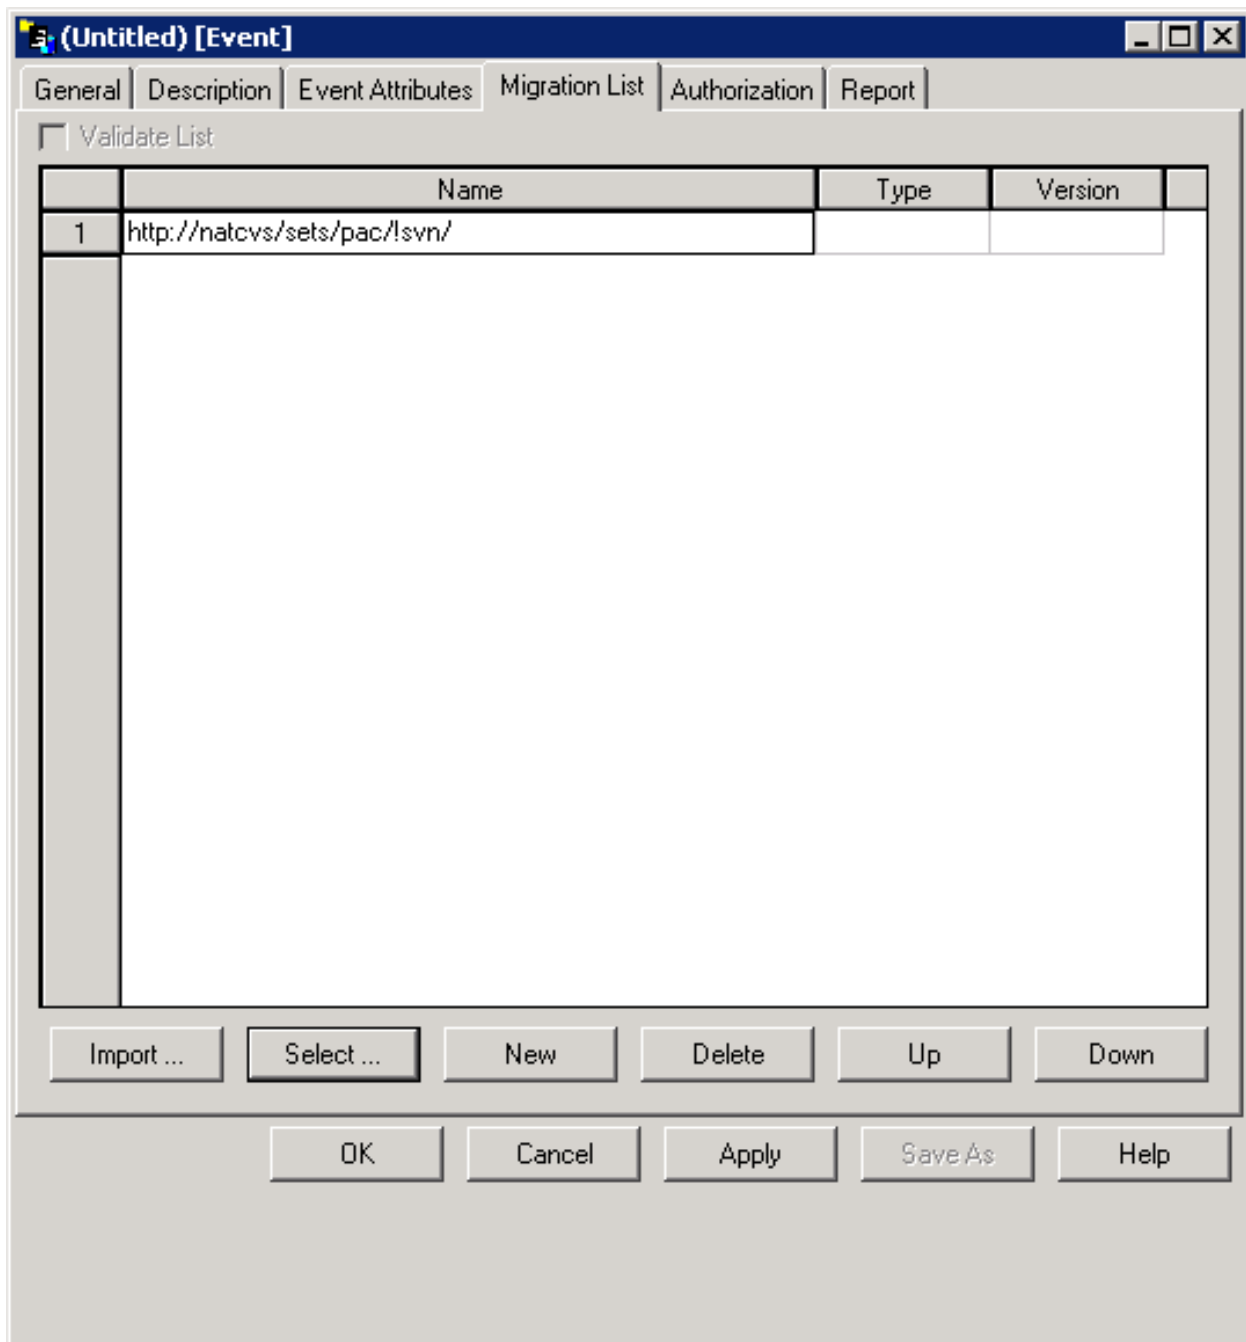 (Untitled) [Event]
General Description Event Attributes Migration List Authorization Report
Validate List
Name Type Version
1 http://natcvs/sets/pac/!svn/
Import ... Select ... New Delete Up Down
OK Cancel Apply Save As Help